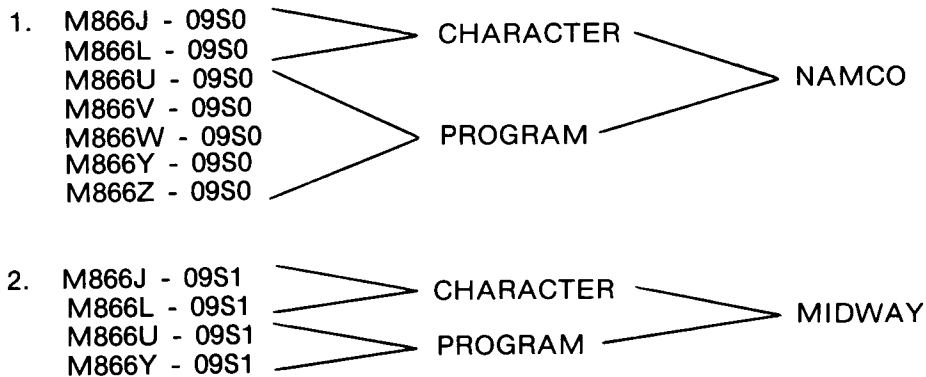 1. M866J - 09S0
M866L - 09S0
CHARACTER
M866U - 09S0
M866V - 09S0
M866W - 09S0
M866Y - 09S0
M866Z - 09S0
PROGRAM
NAMCO
2. M866J - 09S1
M866L - 09S1
CHARACTER
M866U - 09S1
M866Y - 09S1
PROGRAM
MIDWAY